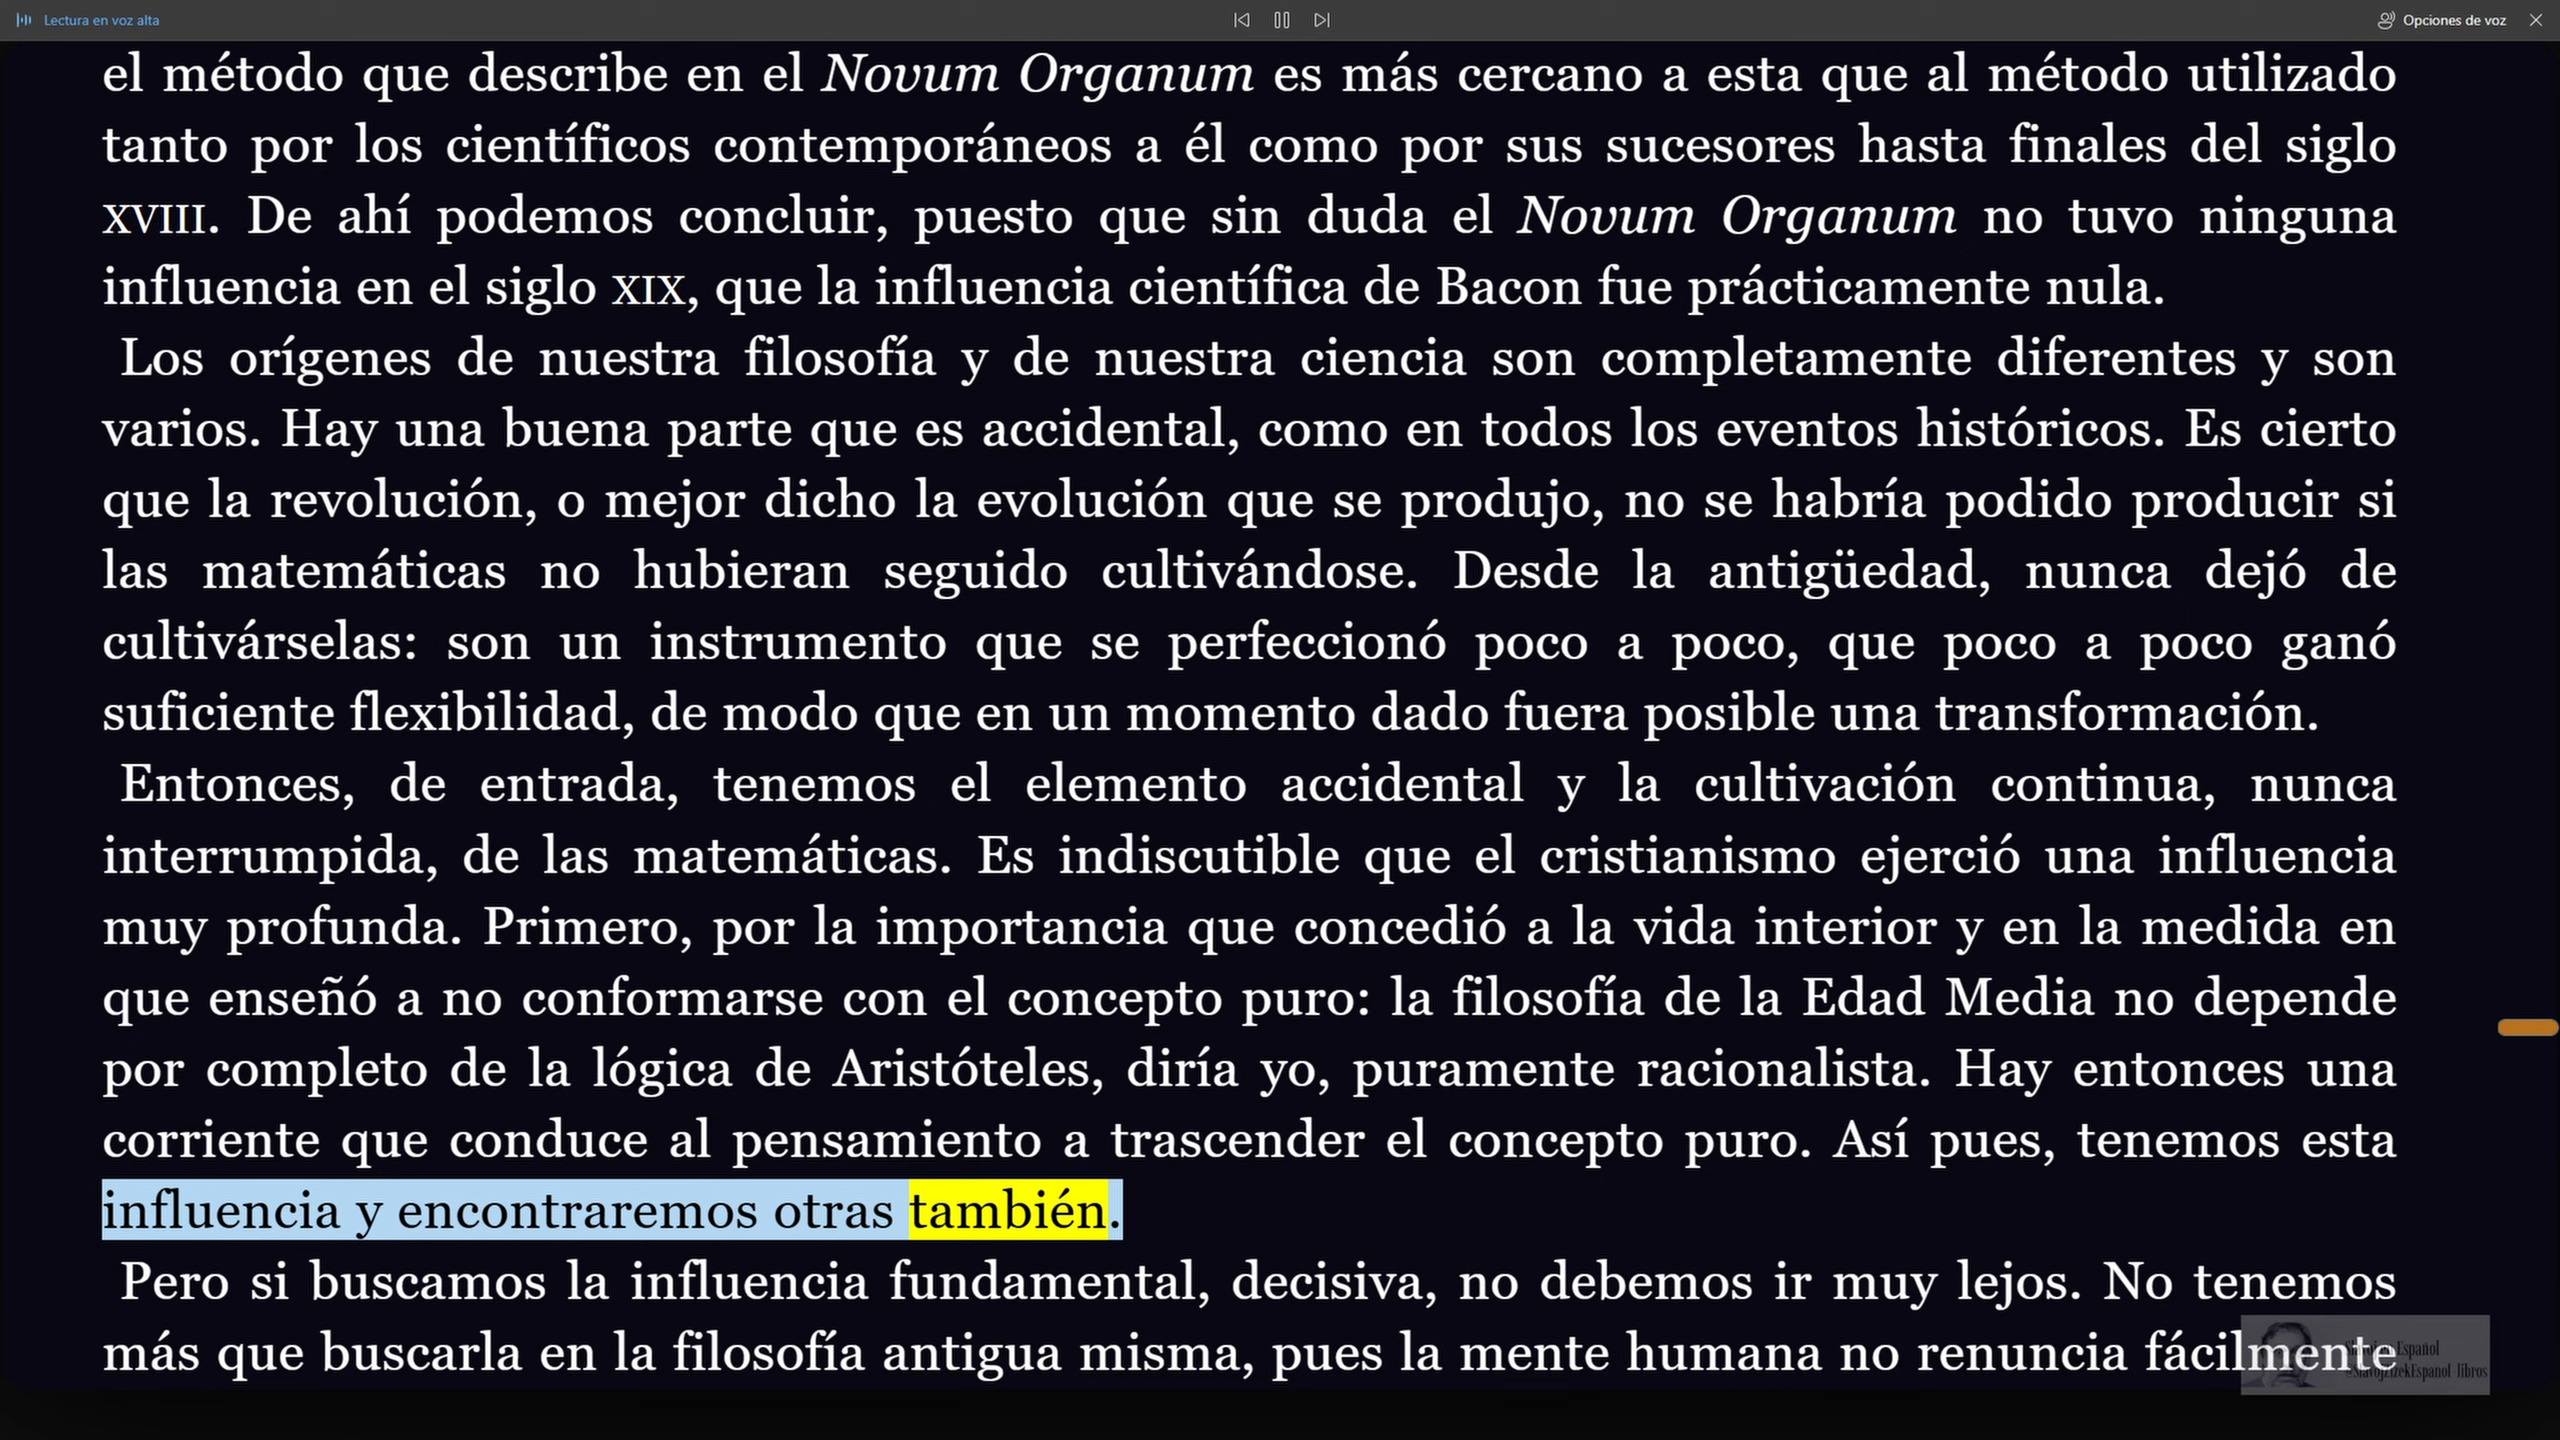 Lectura en voz alta
Opciones de voz
el método que describe en el Novum Organum es más cercano a esta que al método utilizado
tanto por los científicos contemporáneos a él como por sus sucesores hasta finales del siglo
XVIII. De ahí podemos concluir, puesto que sin duda el Novum Organum no tuvo ninguna
influencia en el siglo XIX, que la influencia científica de Bacon fue prácticamente nula.
Los orígenes de nuestra filosofía y de nuestra ciencia son completamente diferentes y son
varios. Hay una buena parte que es accidental, como en todos los eventos históricos. Es cierto
que la revolución, o mejor dicho la evolución que se produjo, no se habría podido producir si
las matemáticas no hubieran seguido cultivándose. Desde la antigüedad, nunca dejó de
cultivárselas: son un instrumento que se perfeccionó poco a poco, que poco a poco ganó
suficiente flexibilidad, de modo que en un momento dado fuera posible una transformación.
Entonces, de entrada, tenemos el elemento accidental y la cultivación continua, nunca
interrumpida, de las matemáticas. Es indiscutible que el cristianismo ejerció una influencia
muy profunda. Primero, por la importancia que concedió a la vida interior y en la medida en
que enseñó a no conformarse con el concepto puro: la filosofía de la Edad Media no depende
por completo de la lógica de Aristóteles, diría yo, puramente racionalista. Hay entonces una
corriente que conduce al pensamiento a trascender el concepto puro. Así pues, tenemos esta
influencia y encontraremos otras también.
Pero si buscamos la influencia fundamental, decisiva, no debemos ir muy lejos. No tenemos
más que buscarla en la filosofía antigua misma, pues la mente humana no renuncia fácilmente
Español